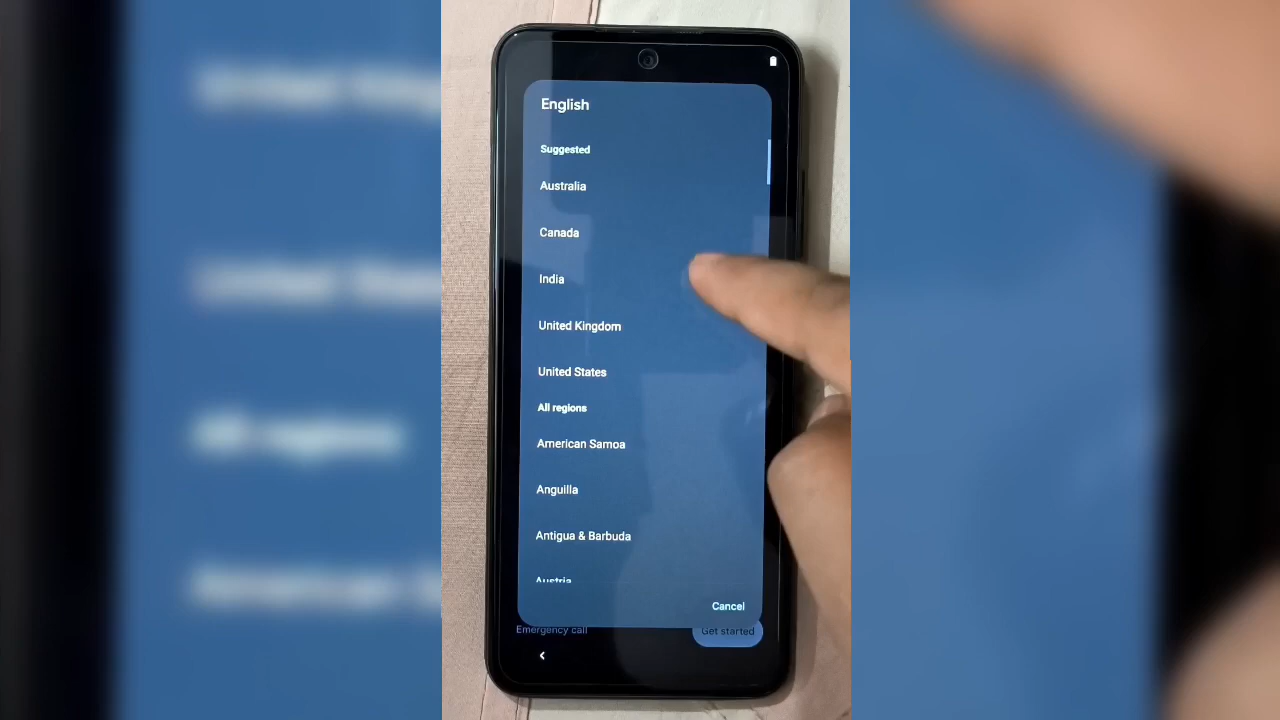 English
Suggested
Australia
Canada
India
United Kingdom
United States
All regions
American Samoa
Anguilla
Antigua & Barbuda
Austria
Cancel
Emergency call
Get started